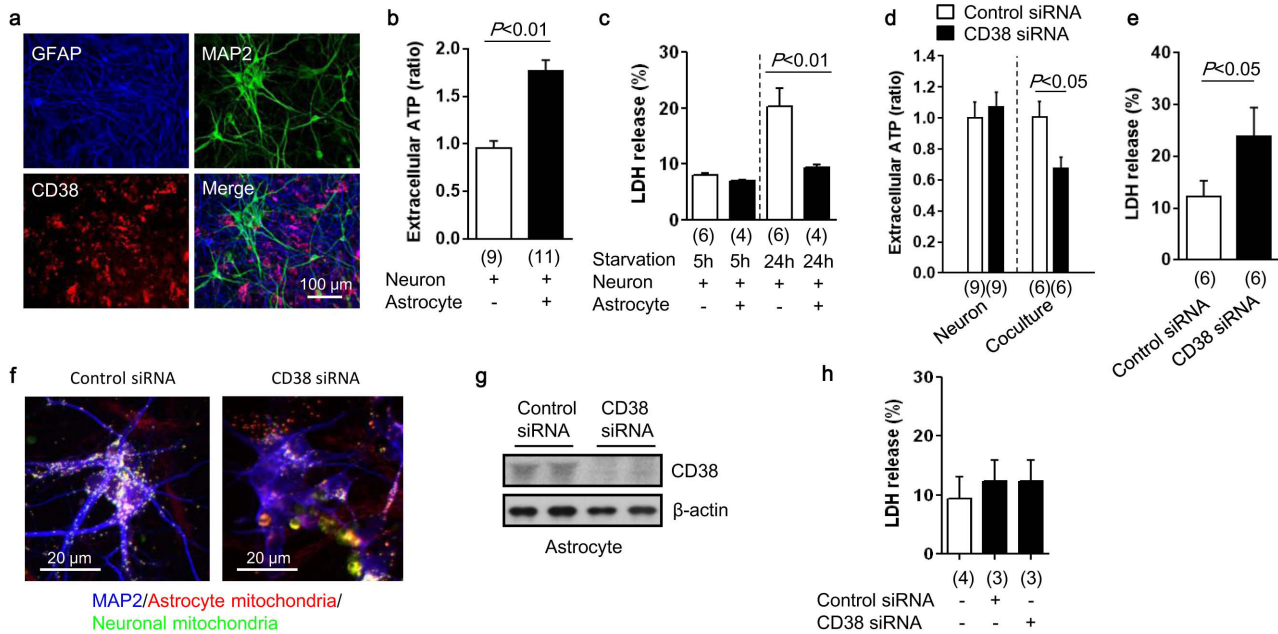 a
GFAP
MAP2
CD38
Merge
100 µm
b
P<0.01
Extracellular ATP (ratio)
2.0
1.5
1.0
0.5
0.0
(9) (11)
Neuron + +
Astrocyte - +
c
P<0.01
LDH release (%)
30
20
10
0
(6) (4) (6) (4)
Starvation 5h 5h 24h 24h
Neuron + + + +
Astrocyte - + - +
d
Control siRNA
CD38 siRNA
P<0.05
Extracellular ATP (ratio)
1.4
1.2
1.0
0.8
0.6
0.4
0.2
0.0
(9)(9) (6)(6)
Neuron
Coculture
e
P<0.05
LDH release (%)
40
30
20
10
0
(6) (6)
Control siRNA
CD38 siRNA
f
Control siRNA
CD38 siRNA
20 µm
20 µm
MAP2/Astrocyte mitochondria/
Neuronal mitochondria
g
Control
siRNA
CD38
siRNA
CD38
β-actin
Astrocyte
h
LDH release (%)
30
20
10
0
(4) (3) (3)
Control siRNA - + -
CD38 siRNA - - +